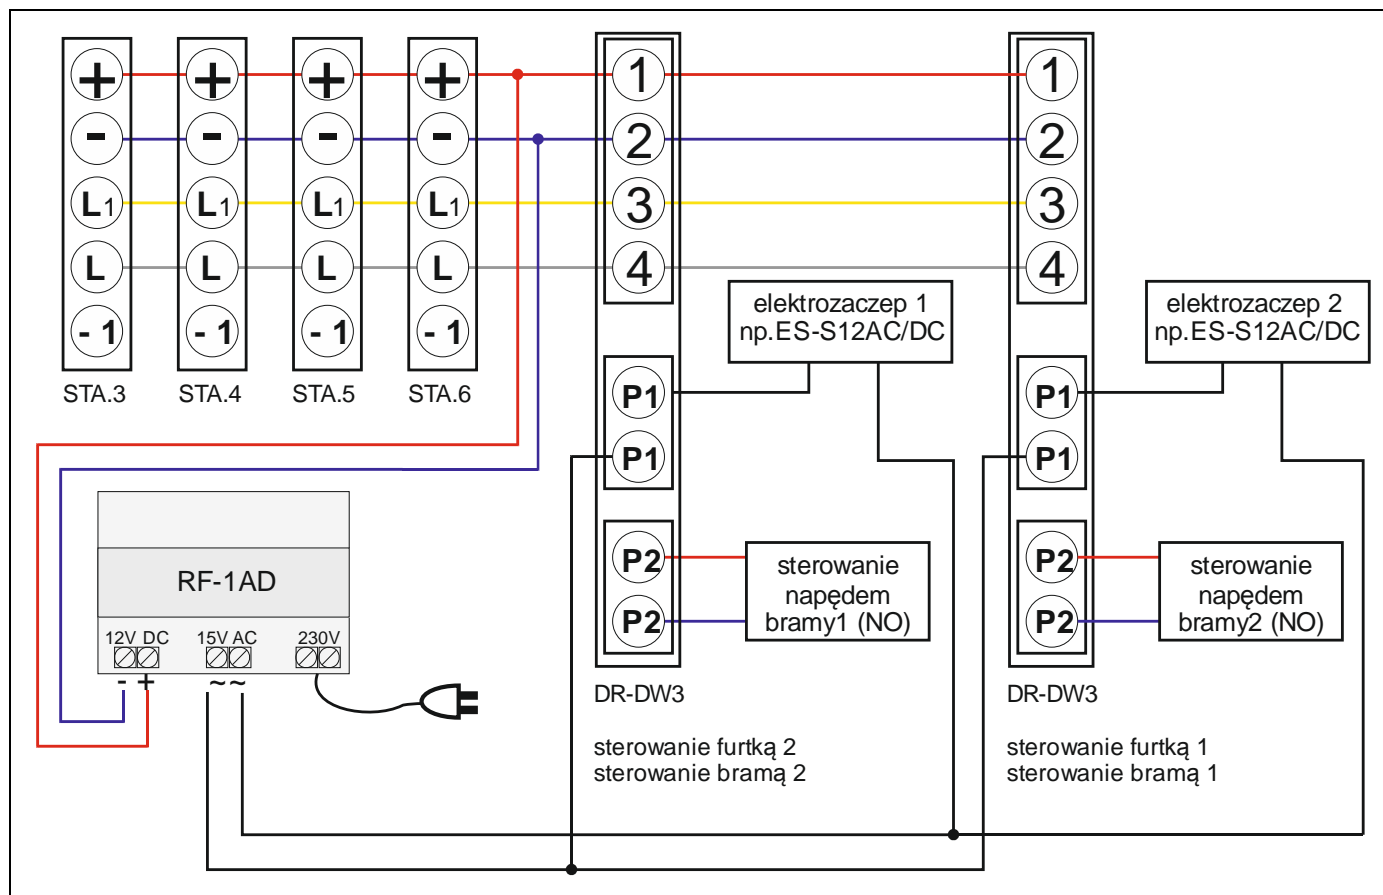 +
-
L1
L
- 1
STA.3
+
-
L1
L
- 1
STA.4
+
-
L1
L
- 1
STA.5
+
-
L1
L
- 1
STA.6
1
2
3
4
P1
P1
P2
P2
DR-DW3
sterowanie furtką 2
sterowanie bramą 2
elektrozaczep 1
np.ES-S12AC/DC
sterowanie
napędem
bramy1 (NO)
1
2
3
4
P1
P1
P2
P2
DR-DW3
sterowanie furtką 1
sterowanie bramą 1
elektrozaczep 2
np.ES-S12AC/DC
sterowanie
napędem
bramy2 (NO)
RF-1AD
12V DC 15V AC 230V
- + ~ ~